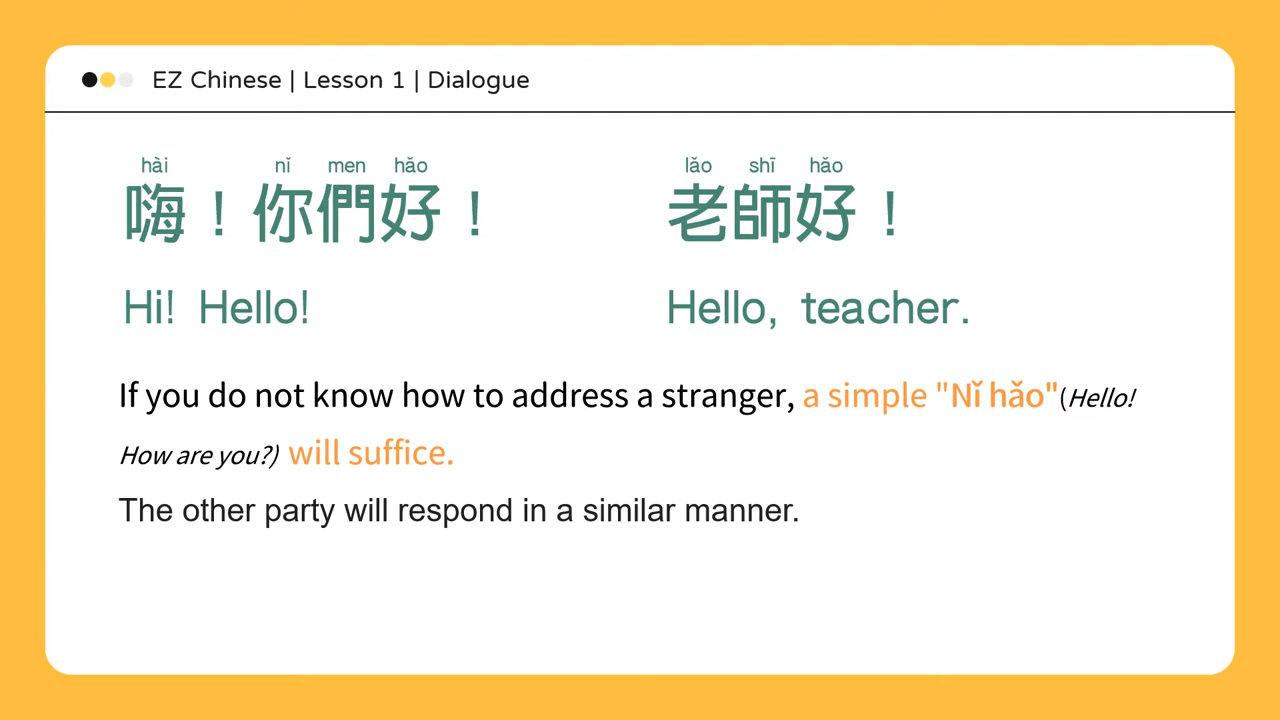 EZ Chinese | Lesson 1 | Dialogue
hài nǐ men hǎo
嗨！你們好！
lǎo shī hǎo
老師好！
Hi! Hello!
Hello, teacher.
If you do not know how to address a stranger, a simple "Nǐ hǎo"(Hello!
How are you?) will suffice.
The other party will respond in a similar manner.